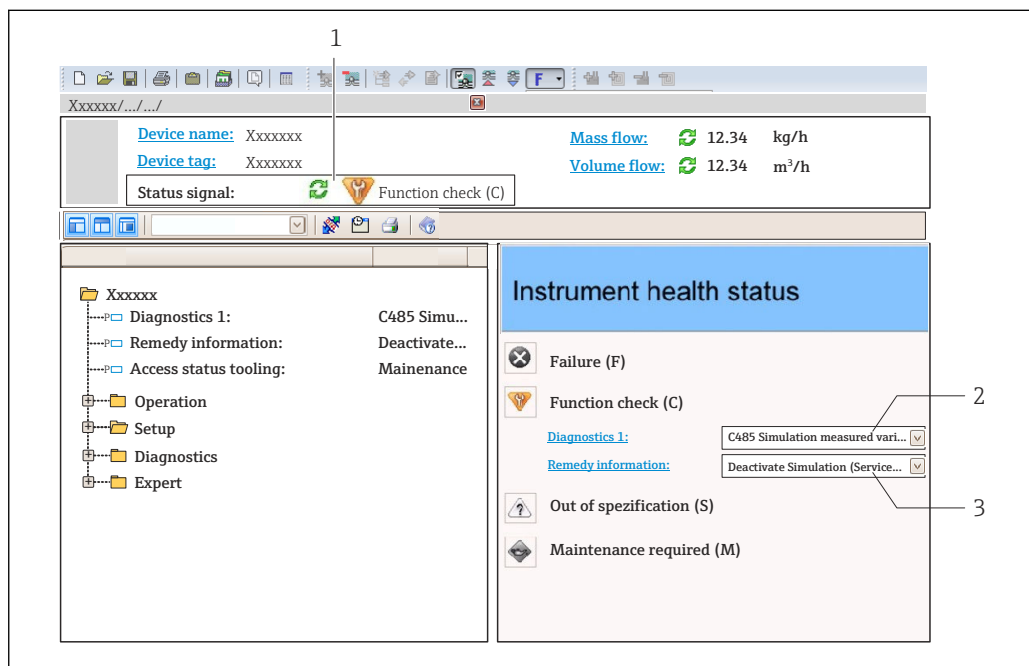 1
F
Xxxxxx/.../.../
Device name: Xxxxxxx
Mass flow: 12.34 kg/h
Device tag: Xxxxxxx
Volume flow: 12.34 m³/h
Status signal: Function check (C)
Xxxxxx
Diagnostics 1: C485 Simu...
Remedy information: Deactivate...
Access status tooling: Mainenance
Operation
Setup
Diagnostics
Expert
Instrument health status
Failure (F)
Function check (C)
2
Diagnostics 1: C485 Simulation measured vari...
Remedy information: Deactivate Simulation (Service...
Out of spezification (S)
3
Maintenance required (M)